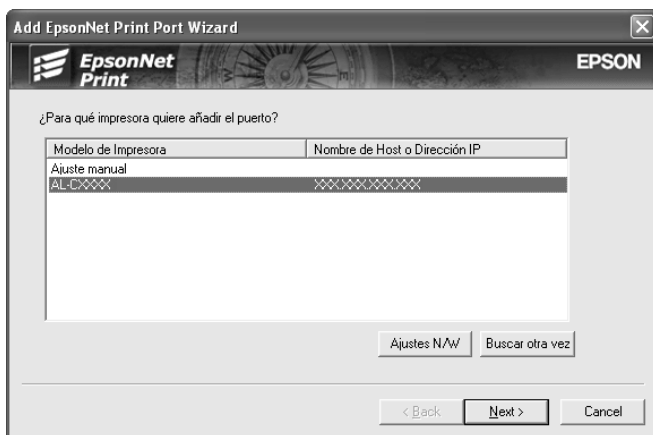 Add EpsonNet Print Port Wizard
EpsonNet
Print
EPSON
¿Para qué impresora quiere añadir el puerto?
Modelo de Impresora Nombre de Host o Dirección IP
Ajuste manual
AL-CXXXX XXX.XXX.XXX.XXX
Ajustes N/W Buscar otra vez
< Back Next > Cancel